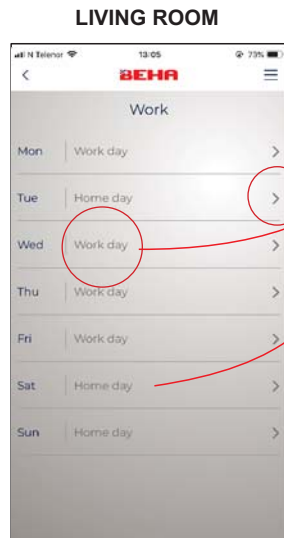 LIVING ROOM
N Telenor 13:05 73%
BEHA
Work
Mon Work day
Tue Home day
Wed Work day
Thu Work day
Fri Work day
Sat Home day
Sun Home day